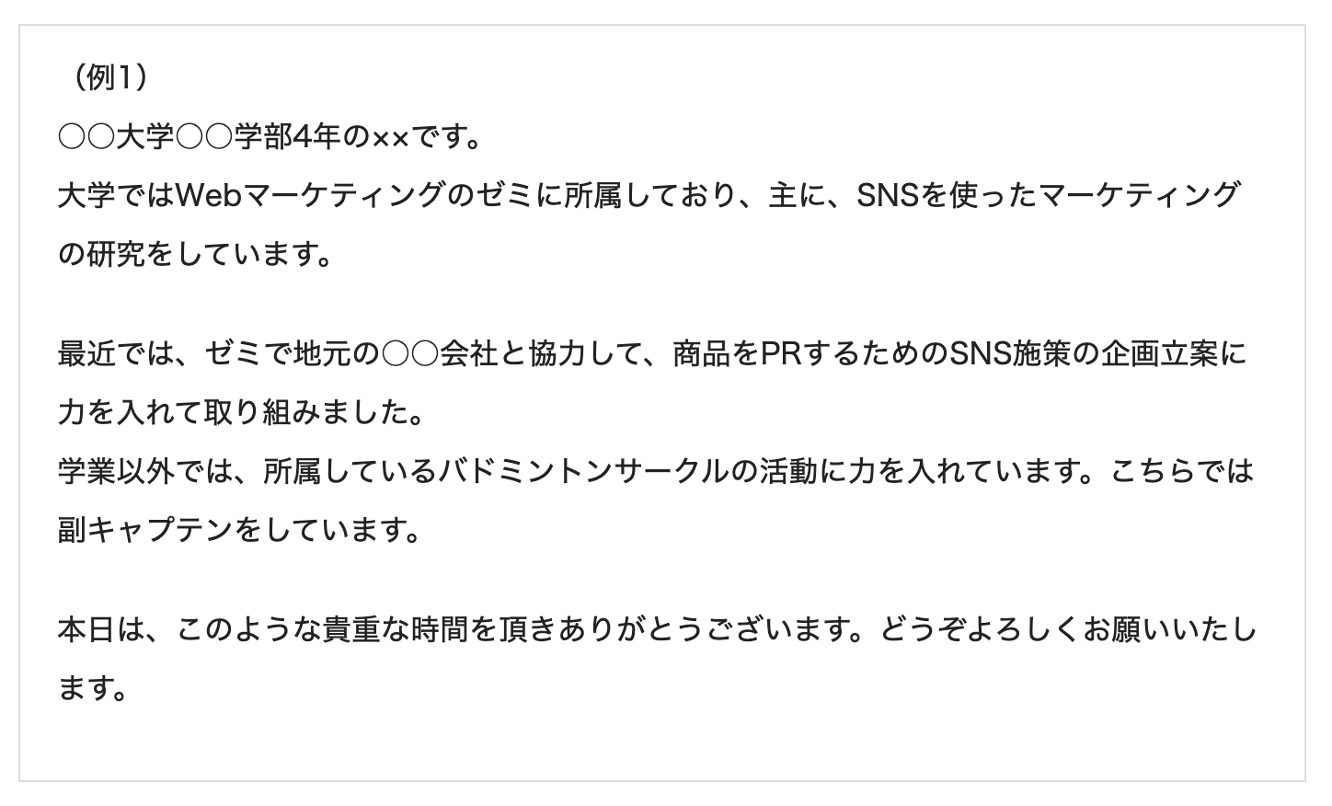 （例1）
○○大学○○学部4年の××です。
大学ではWebマーケティングのゼミに所属しており、主に、SNSを使ったマーケティング
の研究をしています。
最近では、ゼミで地元の○○会社と協力して、商品をPRするためのSNS施策の企画立案に
力を入れて取り組みました。
学業以外では、所属しているバドミントンサークルの活動に力を入れています。こちらでは
副キャプテンをしています。
本日は、このような貴重な時間を頂きありがとうございます。どうぞよろしくお願いいたし
ます。